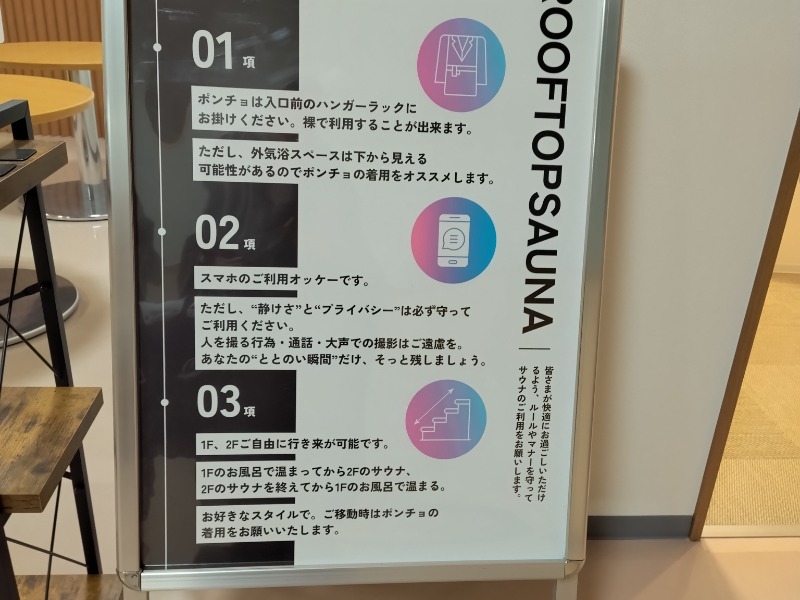 01項
ポンチョは入口前のハンガーラックに
お掛けください。裸で利用することが出来ます。
ただし、外気浴スペースは下から見える
可能性があるのでポンチョの着用をオススメします。
02項
スマホのご利用オッケーです。
ただし、“静けさ”と“プライバシー”は必ず守って
ご利用ください。
人を撮る行為・通話・大声での撮影はご遠慮を。
あなたの“ととのい瞬間”だけ、そっと残しましょう。
03項
1F、2Fご自由に行き来が可能です。
1Fのお風呂で温まってから2Fのサウナ、
2Fのサウナを終えてから1Fのお風呂で温まる。
お好きなスタイルで。ご移動時はポンチョの
着用をお願いいたします。
ROOFTOPSAUNA
皆さまが快適にお過ごしいただけ
るよう、ルールやマナーを守って
サウナのご利用をお願いします。